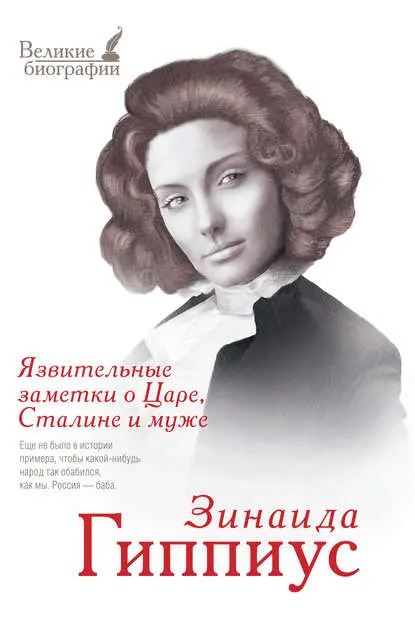 Великие
биографии
Язвительные
заметки о Царе,
Сталине и муже
Еще не было в истории
примера, чтобы какой-нибудь
народ так обабился,
как мы. Россия — баба.
Зинаида
Гиппиус